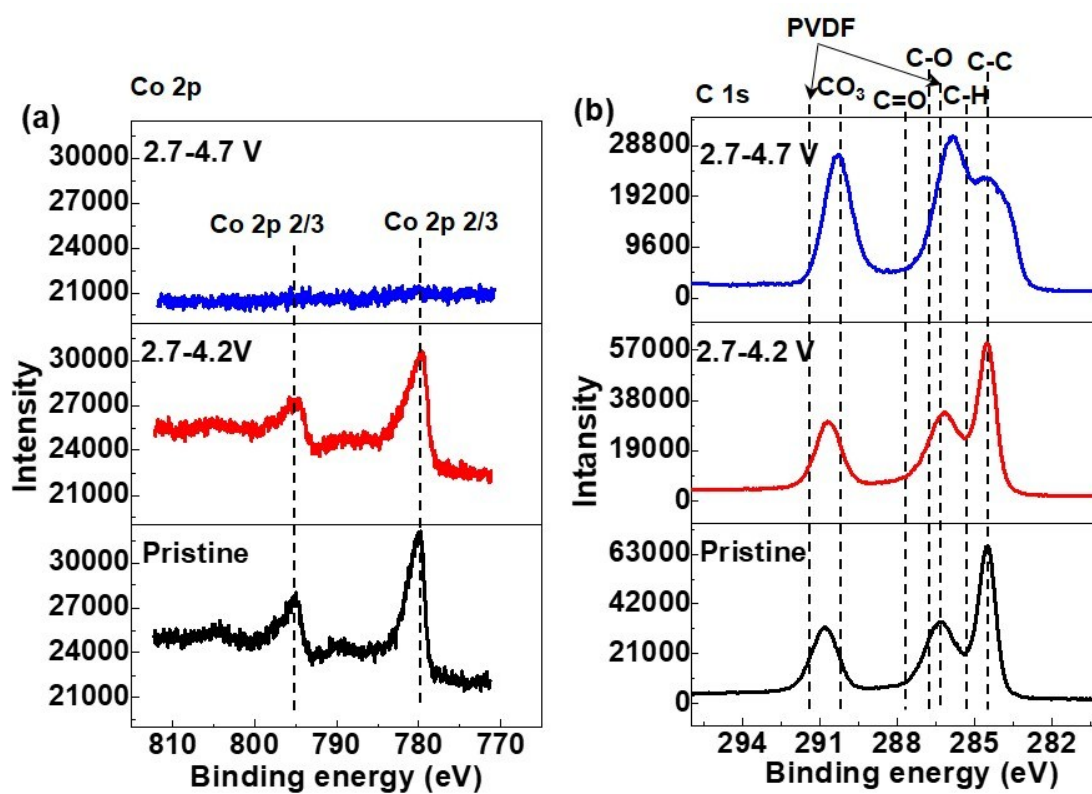 (a)
Co 2p
2.7-4.7 V
Co 2p 2/3
Co 2p 2/3
30000
27000
24000
21000
2.7-4.2V
30000
27000
24000
21000
Pristine
30000
27000
24000
21000
Intensity
810 800 790 780 770
Binding energy (eV)
(b)
C 1s
PVDF
CO₃
C=O
C-O
C-H
C-C
2.7-4.7 V
28800
19200
9600
0
2.7-4.2 V
57000
38000
19000
0
Pristine
63000
42000
21000
0
Intansity
294 291 288 285 282
Binding energy (eV)